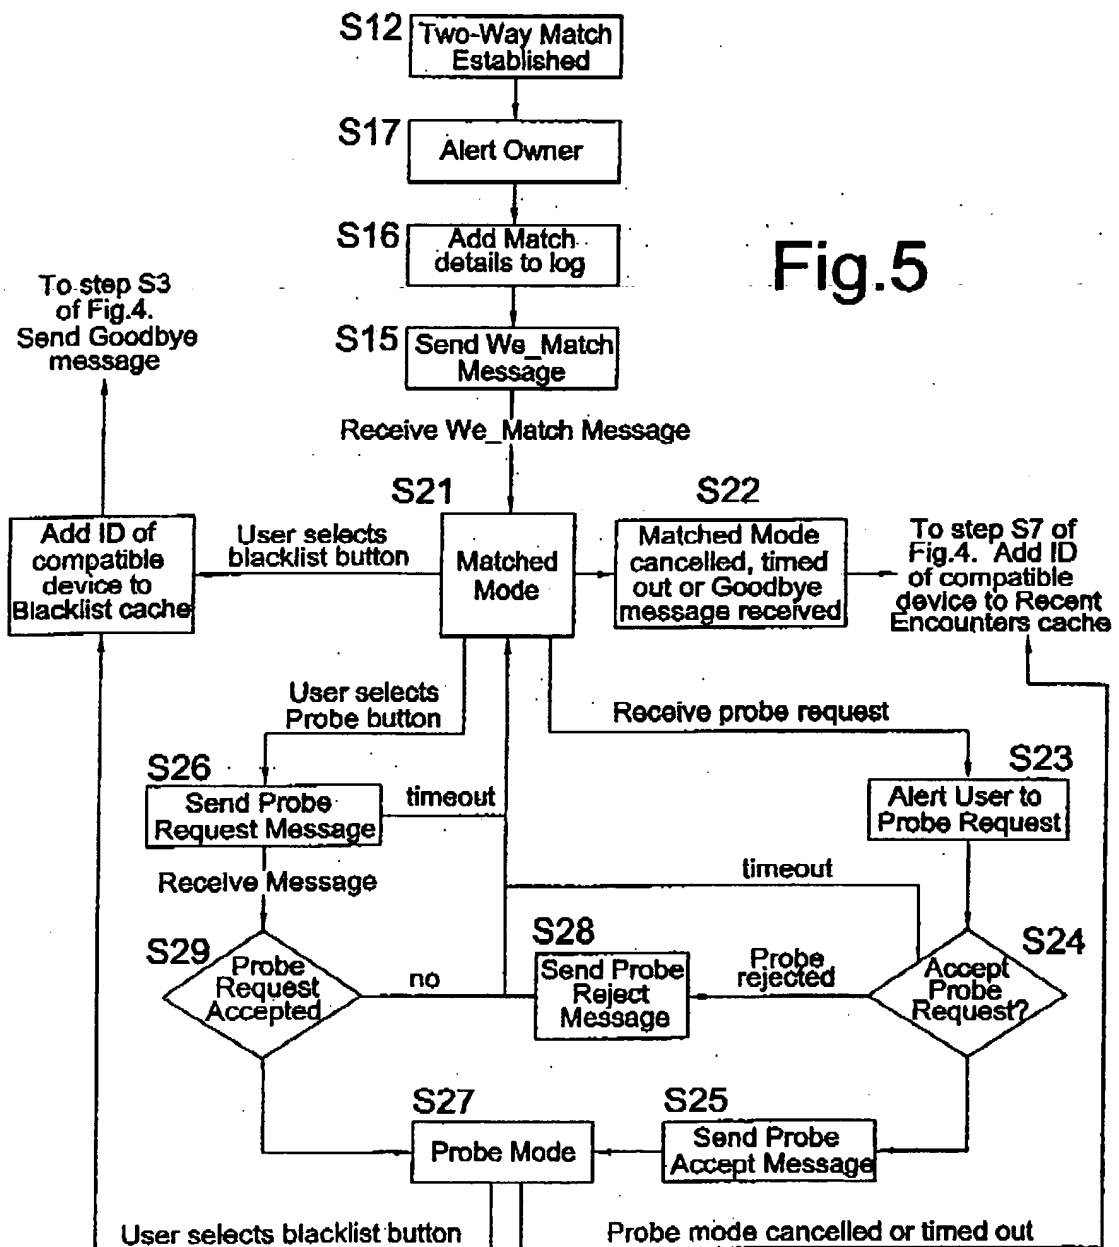 S12
Two-Way Match
Established
S17
Alert Owner
S16
Add Match
details to log
Fig.5
To step S3
of Fig.4.
Send Goodbye
message
S15
Send We_Match
Message
Receive We_Match Message
S21
Matched
Mode
S22
Matched Mode
cancelled, timed
out or Goodbye
message received
To step S7 of
Fig.4. Add ID
of compatible
device to Recent
Encounters cache
User selects
blacklist button
Add ID of
compatible
device to
Blacklist cache
User selects
Probe button
Receive probe request
S26
Send Probe
Request Message
timeout
S23
Alert User to
Probe Request
Receive Message
timeout
S29
Probe
Request
Accepted
no
S28
Send Probe
Reject
Message
Probe
rejected
S24
Accept
Probe
Request?
S27
Probe Mode
S25
Send Probe
Accept Message
User selects blacklist button
Probe mode cancelled or timed out